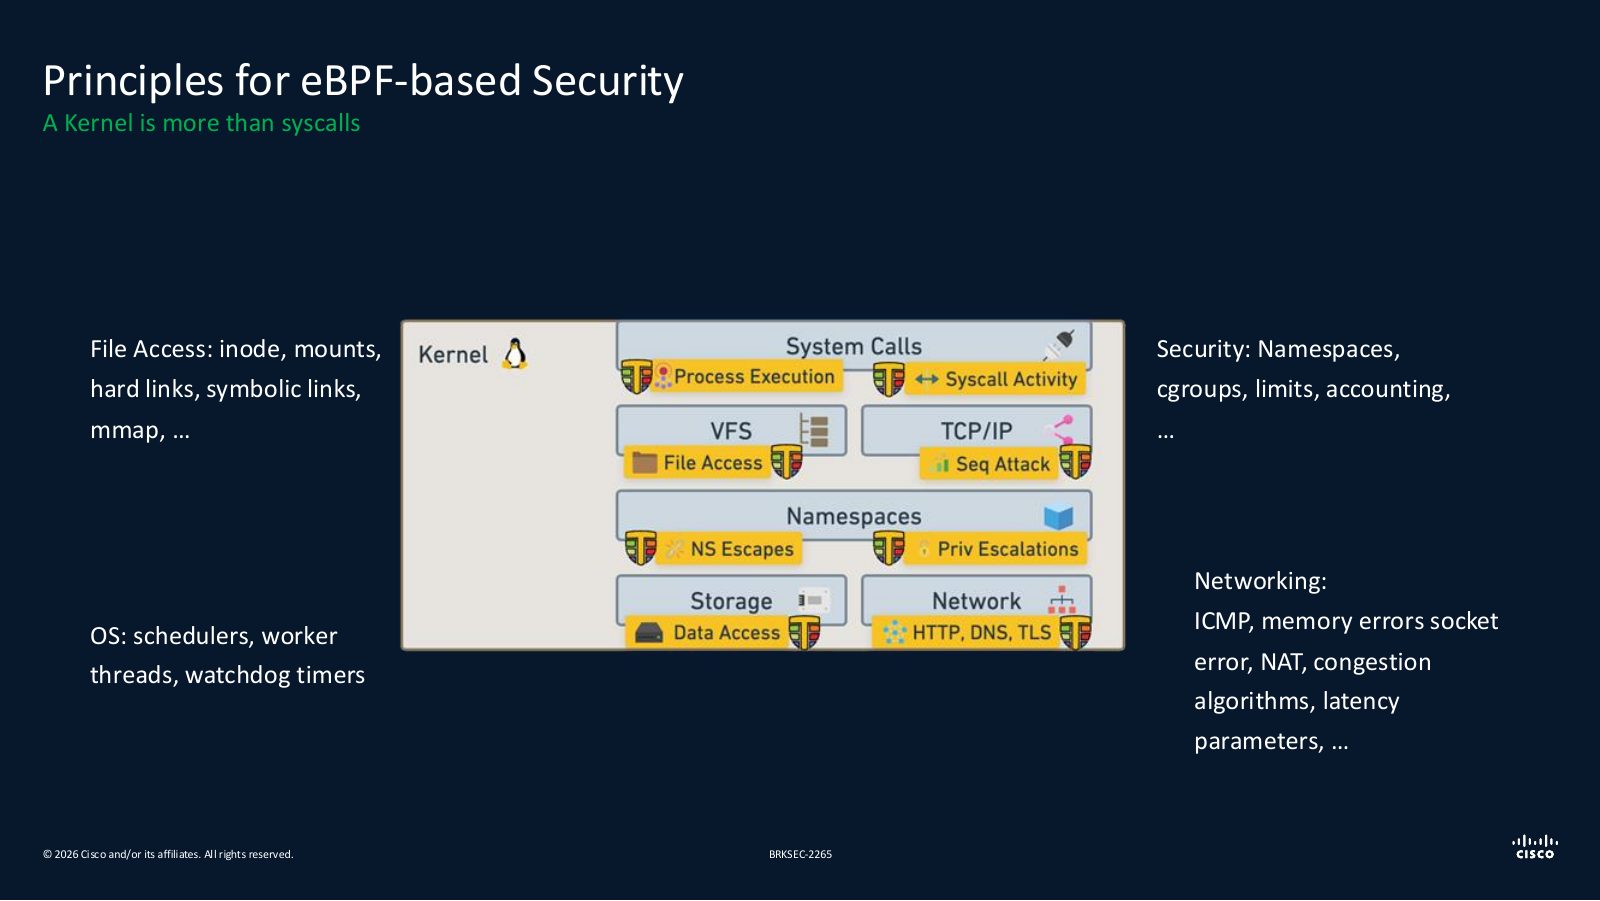 Principles for eBPF-based Security
A Kernel is more than syscalls
File Access: inode, mounts,
hard links, symbolic links,
mmap, ...
OS: schedulers, worker
threads, watchdog timers
Kernel
System Calls
Process Execution
Syscall Activity
VFS
TCP/IP
File Access
Seq Attack
Namespaces
NS Escapes
Priv Escalations
Storage
Network
Data Access
HTTP, DNS, TLS
Security: Namespaces,
cgroups, limits, accounting,
...
Networking:
ICMP, memory errors socket
error, NAT, congestion
algorithms, latency
parameters, ...
© 2026 Cisco and/or its affiliates. All rights reserved.
BRKSEC-2265
CISCO